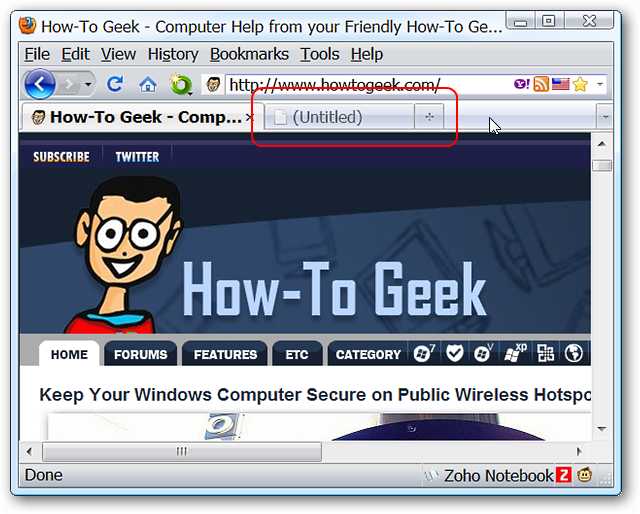 How-To Geek - Computer Help from your Friendly How-To Ge...
File Edit View History Bookmarks Tools Help
http://www.howtogeek.com/
How-To Geek - Comp... (Untitled)
SUBSCRIBE TWITTER
How-To Geek
HOME FORUMS FEATURES ETC CATEGORY 7 V XP
Keep Your Windows Computer Secure on Public Wireless Hotspo
Done Zoho Notebook Z